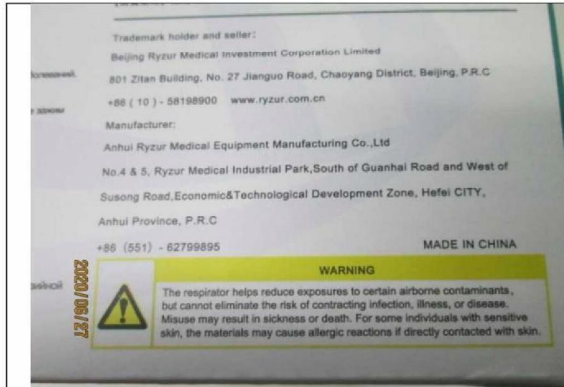 Trademark holder and seller:
Beijing Ryzur Medical Investment Corporation Limited
801 Zitan Building, No. 27 Jianguo Road, Chaoyang District, Beijing, P.R.C
+86 ( 10 ) - 58198900 www.ryzur.com.cn
Manufacturer:
Anhui Ryzur Medical Equipment Manufacturing Co.,Ltd
No.4 & 5, Ryzur Medical Industrial Park,South of Guanhai Road and West of
Susong Road,Economic&Technological Development Zone, Hefei CITY,
Anhui Province, P.R.C
+86 (551) - 62799895 MADE IN CHINA
WARNING
The respirator helps reduce exposures to certain airborne contaminants,
but cannot eliminate the risk of contracting infection, illness, or disease.
Misuse may result in sickness or death. For some individuals with sensitive
skin, the materials may cause allergic reactions if directly contacted with skin.
2020/06/27